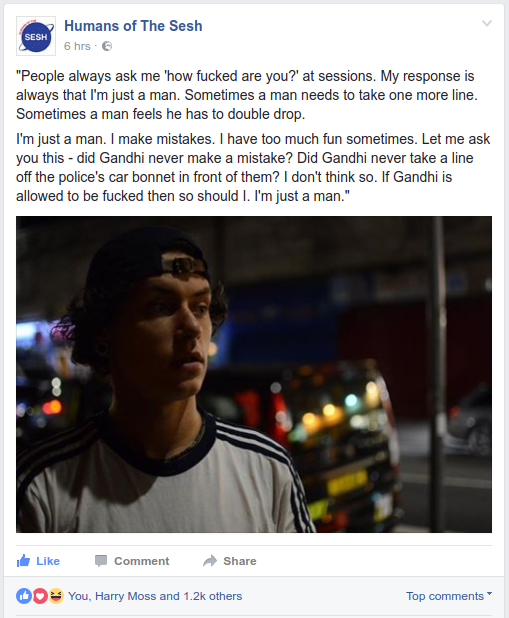 SESH
Humans of The Sesh
6 hrs ·
"People always ask me 'how fucked are you?' at sessions. My response is
always that I'm just a man. Sometimes a man needs to take one more line.
Sometimes a man feels he has to double drop.
I'm just a man. I make mistakes. I have too much fun sometimes. Let me ask
you this - did Gandhi never make a mistake? Did Gandhi never take a line
off the police's car bonnet in front of them? I don't think so. If Gandhi is
allowed to be fucked then so should I. I'm just a man."
Like Comment Share
You, Harry Moss and 1.2k others Top comments